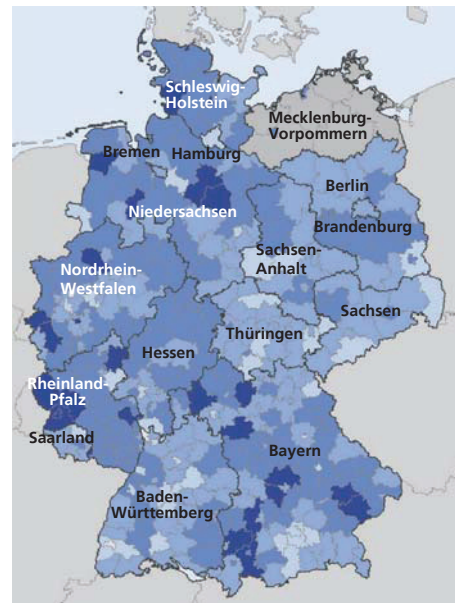 Schleswig-
Holstein
Mecklenburg-
Vorpommern
Bremen
Hamburg
Berlin
Niedersachsen
Brandenburg
Sachsen-
Anhalt
Nordrhein-
Westfalen
Sachsen
Thüringen
Hessen
Rheinland-
Pfalz
Saarland
Bayern
Baden-
Württemberg